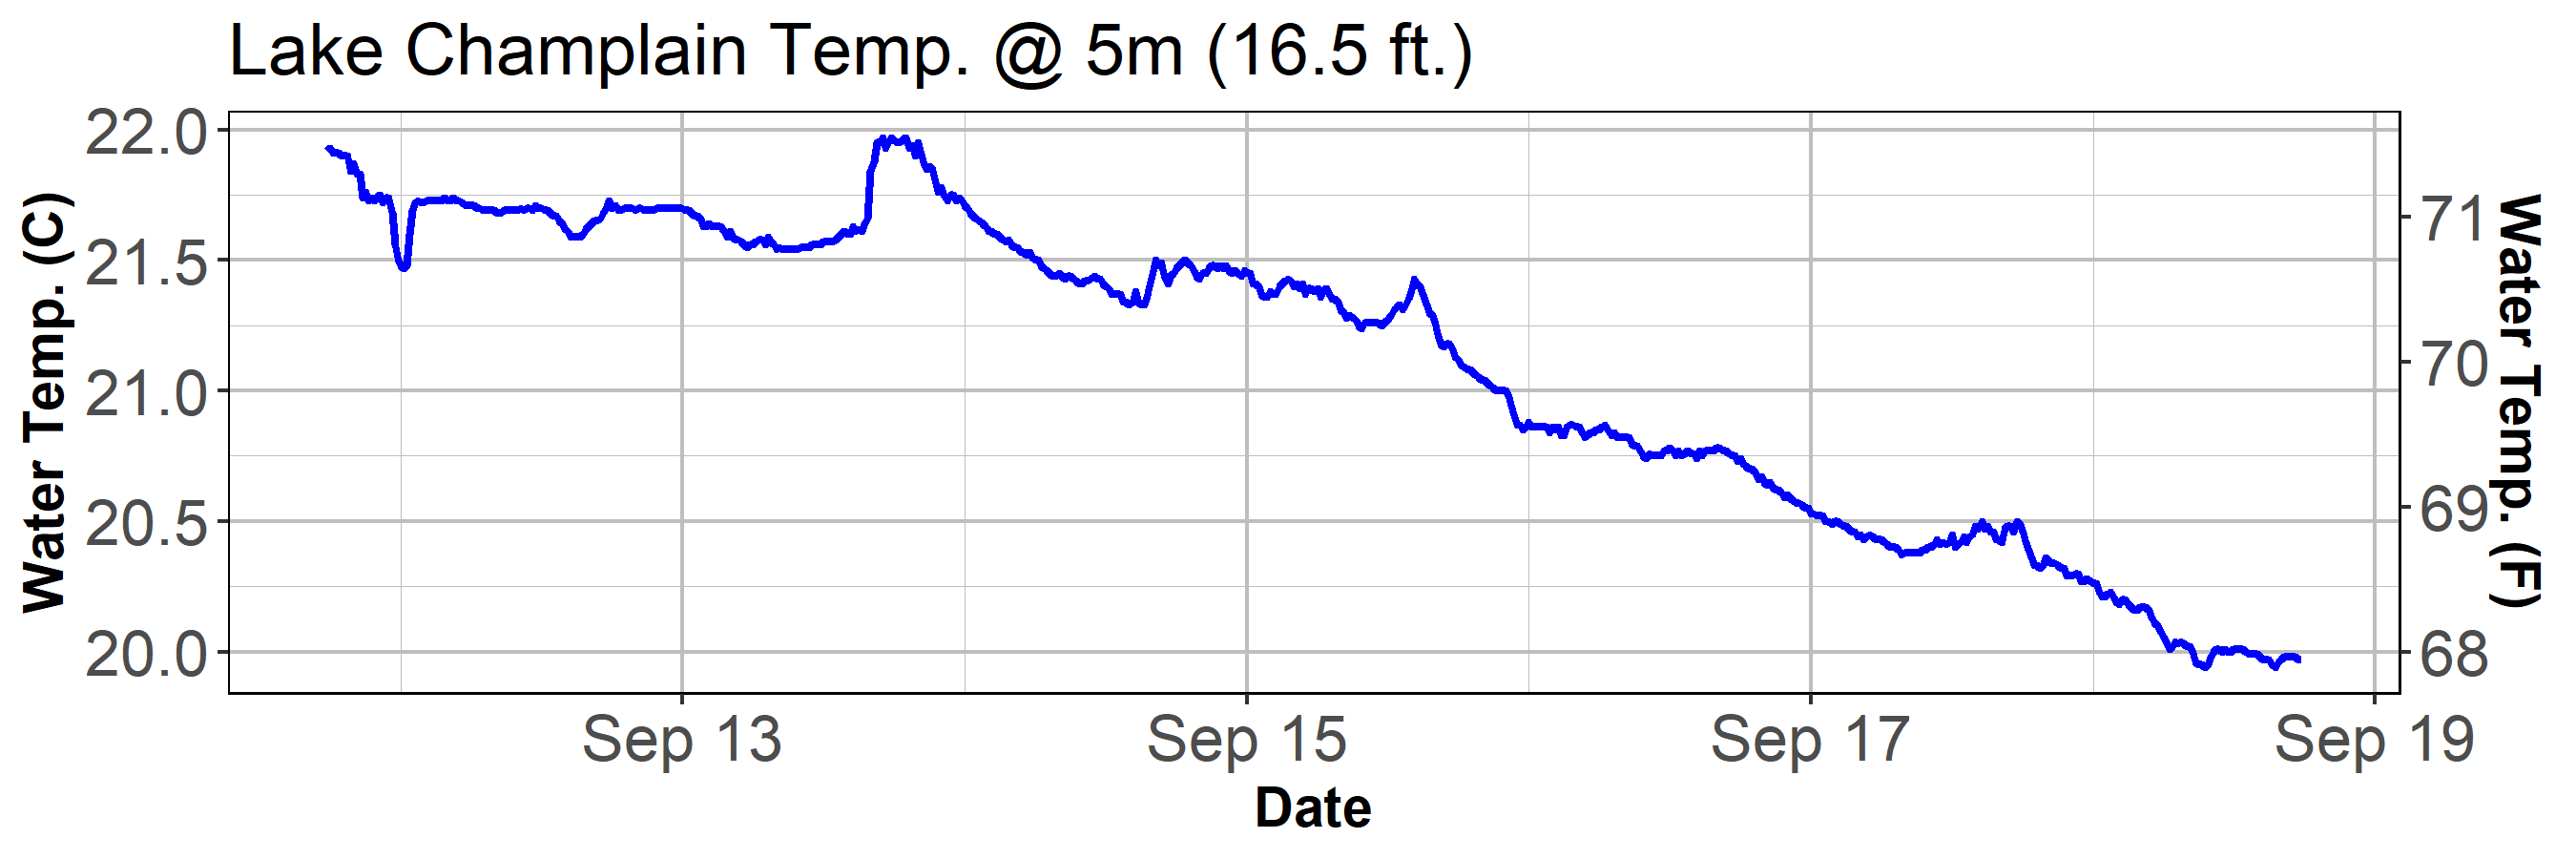 Lake Champlain Temp. @ 5m (16.5 ft.)
Water Temp. (C)
22.0
21.5
21.0
20.5
20.0
71
70
69
68
Water Temp. (F)
Sep 13
Sep 15
Sep 17
Sep 19
Date